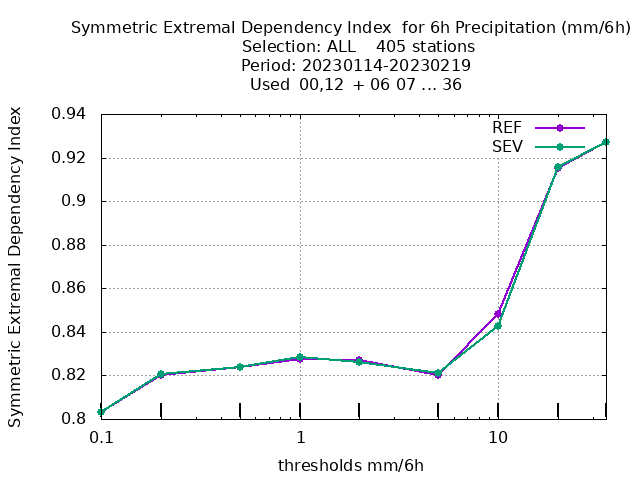 Symmetric Extremal Dependency Index  for 6h Precipitation (mm/6h)
Selection: ALL    405 stations
Period: 20230114-20230219
Used  00,12  + 06 07 ... 36
Symmetric Extremal Dependency Index
0.94
0.92
0.9
0.88
0.86
0.84
0.82
0.8
REF
SEV
0.1
1
10
thresholds mm/6h